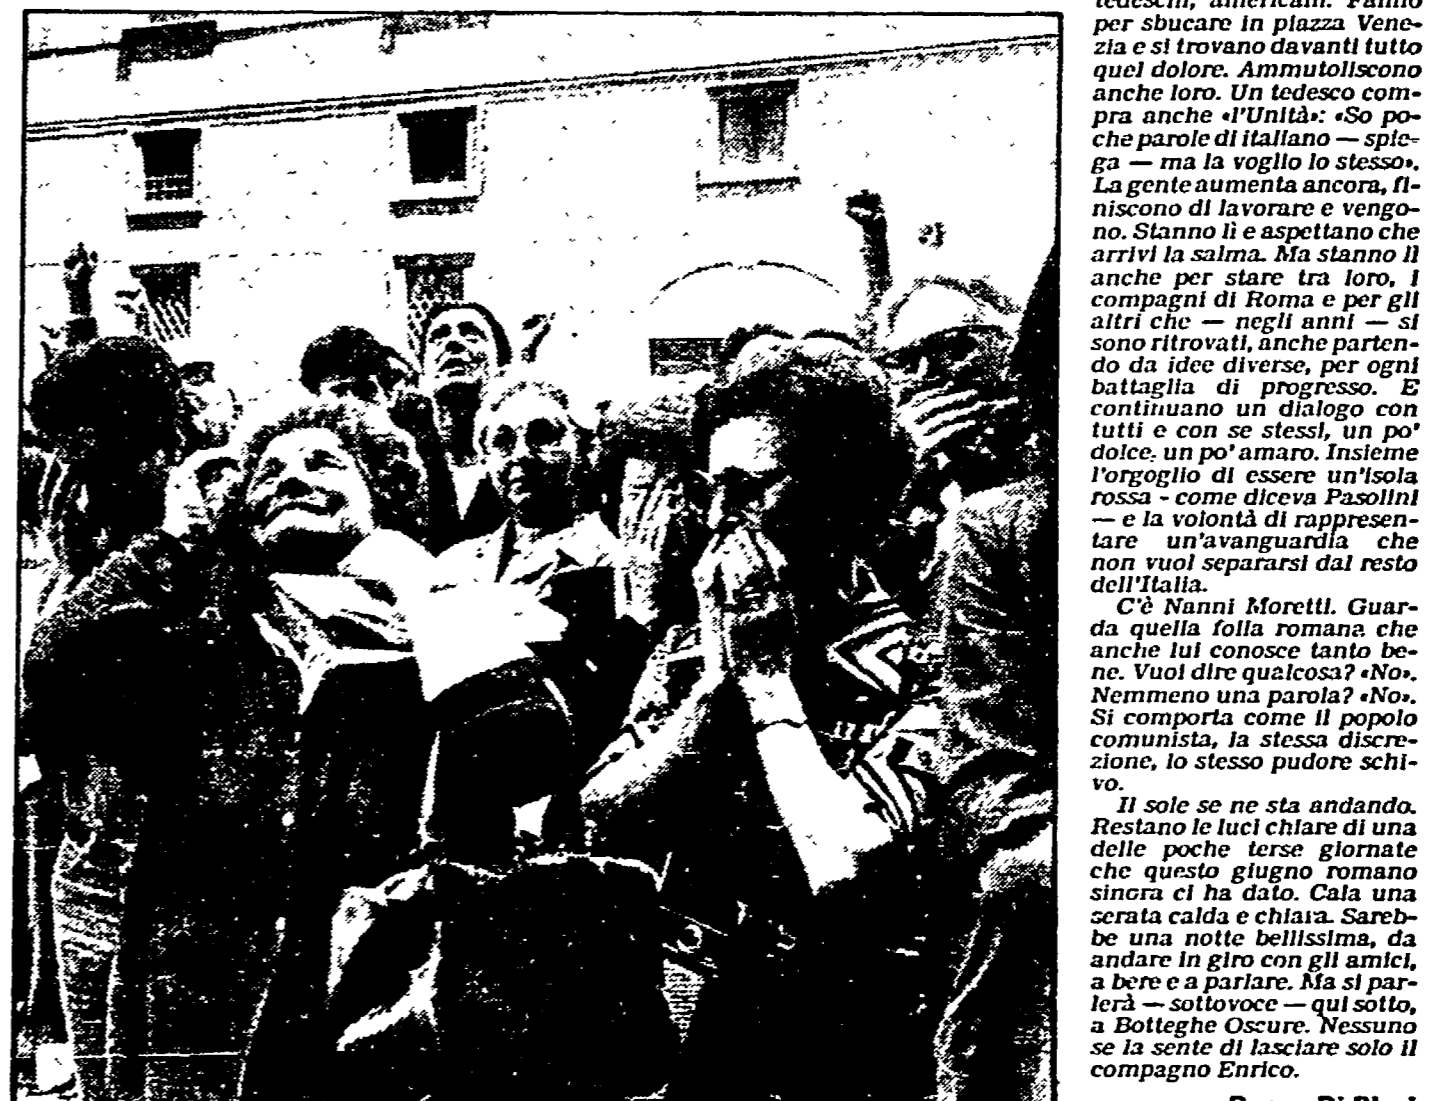 tedeschi, americani. Fanno
per sbucare in piazza Vene-
zia e si trovano davanti tutto
quel dolore. Ammutoliscono
anche loro. Un tedesco com-
pra anche «l'Unità»: «So po-
che parole di italiano — spie-
ga — ma la voglio lo stesso».
La gente aumenta ancora, fi-
niscono di lavorare e vengo-
no. Stanno lì e aspettano che
arrivi la salma. Ma stanno lì
anche per stare tra loro, i
compagni di Roma e per gli
altri che — negli anni — si
sono ritrovati, anche parten-
do da idee diverse, per ogni
battaglia di progresso. E
continuano un dialogo con
tutti e con se stessi, un po'
dolce, un po' amaro. Insieme
l'orgoglio di essere un'isola
rossa - come diceva Pasolini
— e la volontà di rappresen-
tare un'avanguardia che
non vuol separarsi dal resto
dell'Italia.
C'è Nanni Moretti. Guar-
da quella folla romana che
anche lui conosce tanto be-
ne. Vuoi dire qualcosa? «No».
Nemmeno una parola? «No».
Si comporta come il popolo
comunista, la stessa discre-
zione, lo stesso pudore schi-
vo.
Il sole se ne sta andando.
Restano le luci chiare di una
delle poche terse giornate
che questo giugno romano
sinora ci ha dato. Cala una
serata calda e chiara. Sareb-
be una notte bellissima, da
andare in giro con gli amici,
a bere e a parlare. Ma si par-
lerà — sottovoce — qui sotto,
a Botteghe Oscure. Nessuno
se la sente di lasciare solo il
compagno Enrico.